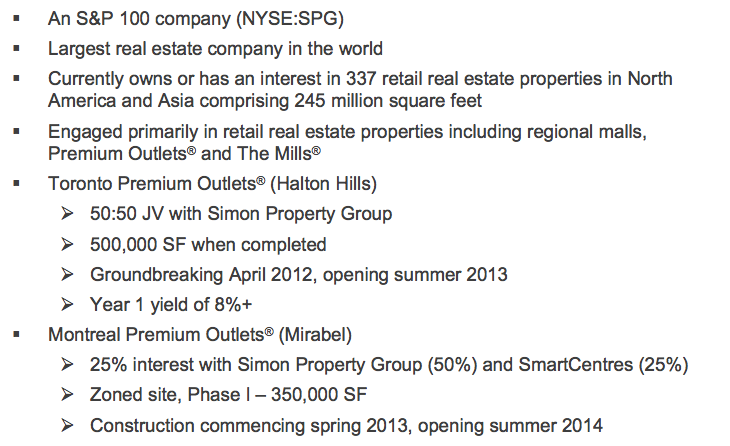 ▪ An S&P 100 company (NYSE:SPG)
▪ Largest real estate company in the world
▪ Currently owns or has an interest in 337 retail real estate properties in North
America and Asia comprising 245 million square feet
▪ Engaged primarily in retail real estate properties including regional malls,
Premium Outlets® and The Mills®
▪ Toronto Premium Outlets® (Halton Hills)
➢ 50:50 JV with Simon Property Group
➢ 500,000 SF when completed
➢ Groundbreaking April 2012, opening summer 2013
➢ Year 1 yield of 8%+
▪ Montreal Premium Outlets® (Mirabel)
➢ 25% interest with Simon Property Group (50%) and SmartCentres (25%)
➢ Zoned site, Phase I – 350,000 SF
➢ Construction commencing spring 2013, opening summer 2014